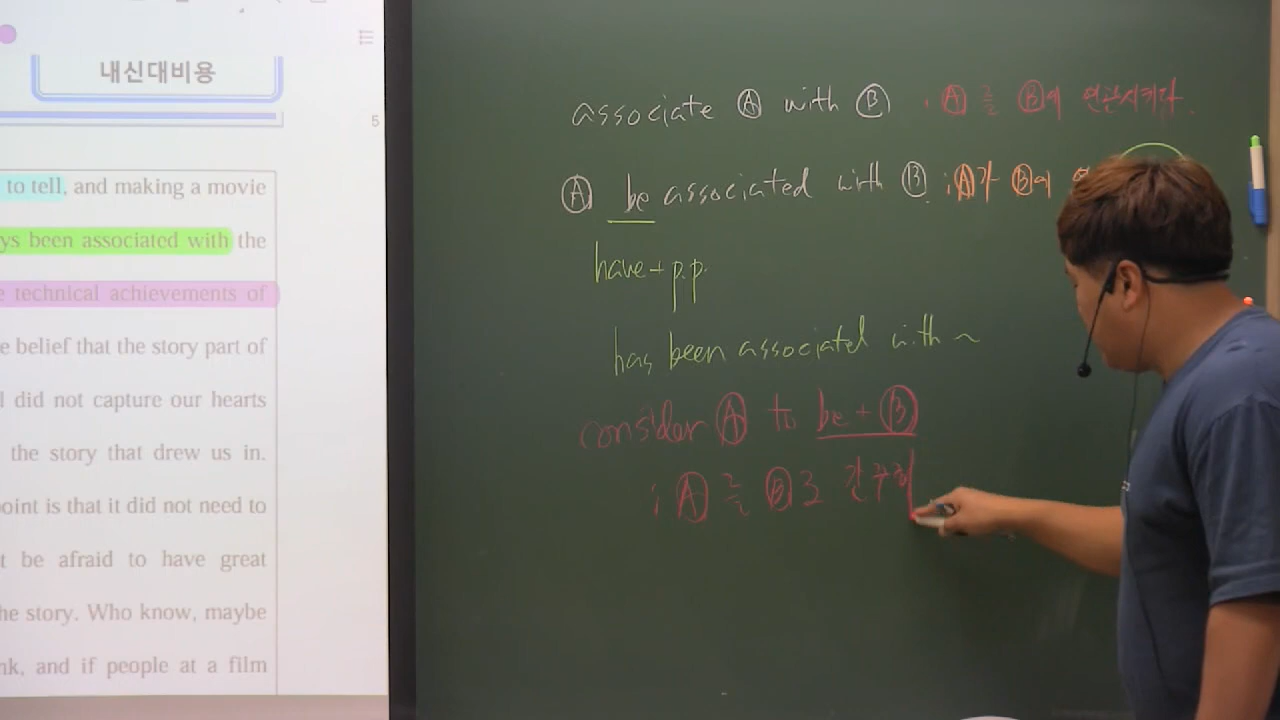 내신대비용
5
to tell, and making a movie
ys been associated with the
e technical achievements of
e belief that the story part of
l did not capture our hearts
the story that drew us in.
point is that it did not need to
t be afraid to have great
he story. Who know, maybe
nk, and if people at a film
associate Ⓐ with Ⓑ ; Ⓐ를 Ⓑ에 연관시키다.
Ⓐ be associated with Ⓑ ; Ⓐ가 Ⓑ에
have + p.p.
has been associated with ~
consider Ⓐ to be + Ⓑ
; Ⓐ를 Ⓑ로 간주하